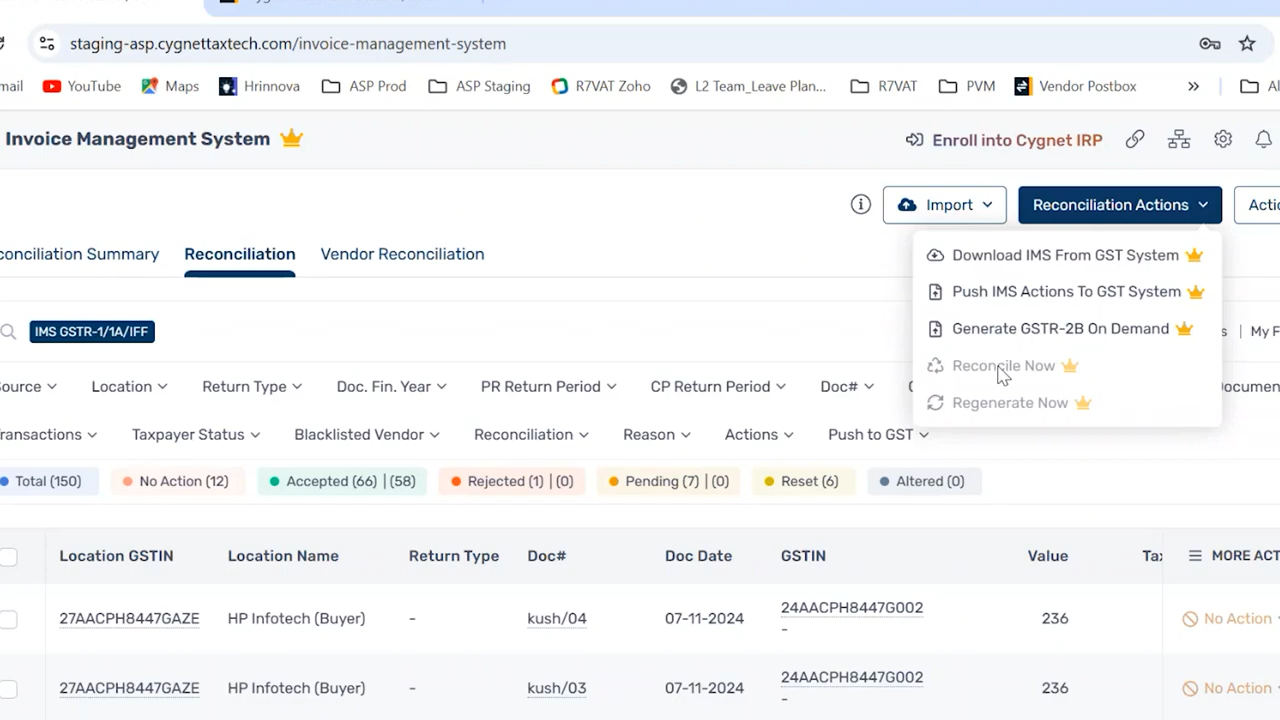 staging-asp.cygnettaxtech.com/invoice-management-system
mail YouTube Maps Hrinnova ASP Prod ASP Staging R7VAT Zoho L2 Team_Leave Plan... R7VAT PVM Vendor Postbox » Al
Invoice Management System Enroll into Cygnet IRP
Import Reconciliation Actions Actio
conciliation Summary Reconciliation Vendor Reconciliation
Download IMS From GST System
Push IMS Actions To GST System
Generate GSTR-2B On Demand
Reconcile Now
Regenerate Now
IMS GSTR-1/1A/IFF s | My F
ource Location Return Type Doc. Fin. Year PR Return Period CP Return Period Doc# ocumen
ransactions Taxpayer Status Blacklisted Vendor Reconciliation Reason Actions Push to GST
Total (150) No Action (12) Accepted (66) | (58) Rejected (1) | (0) Pending (7) | (0) Reset (6) Altered (0)
Location GSTIN Location Name Return Type Doc# Doc Date GSTIN Value Tax MORE ACT
27AACPH8447GAZE HP Infotech (Buyer) - kush/04 07-11-2024 24AACPH8447G002 236 No Action
-
27AACPH8447GAZE HP Infotech (Buyer) - kush/03 07-11-2024 24AACPH8447G002 236 No Action
-